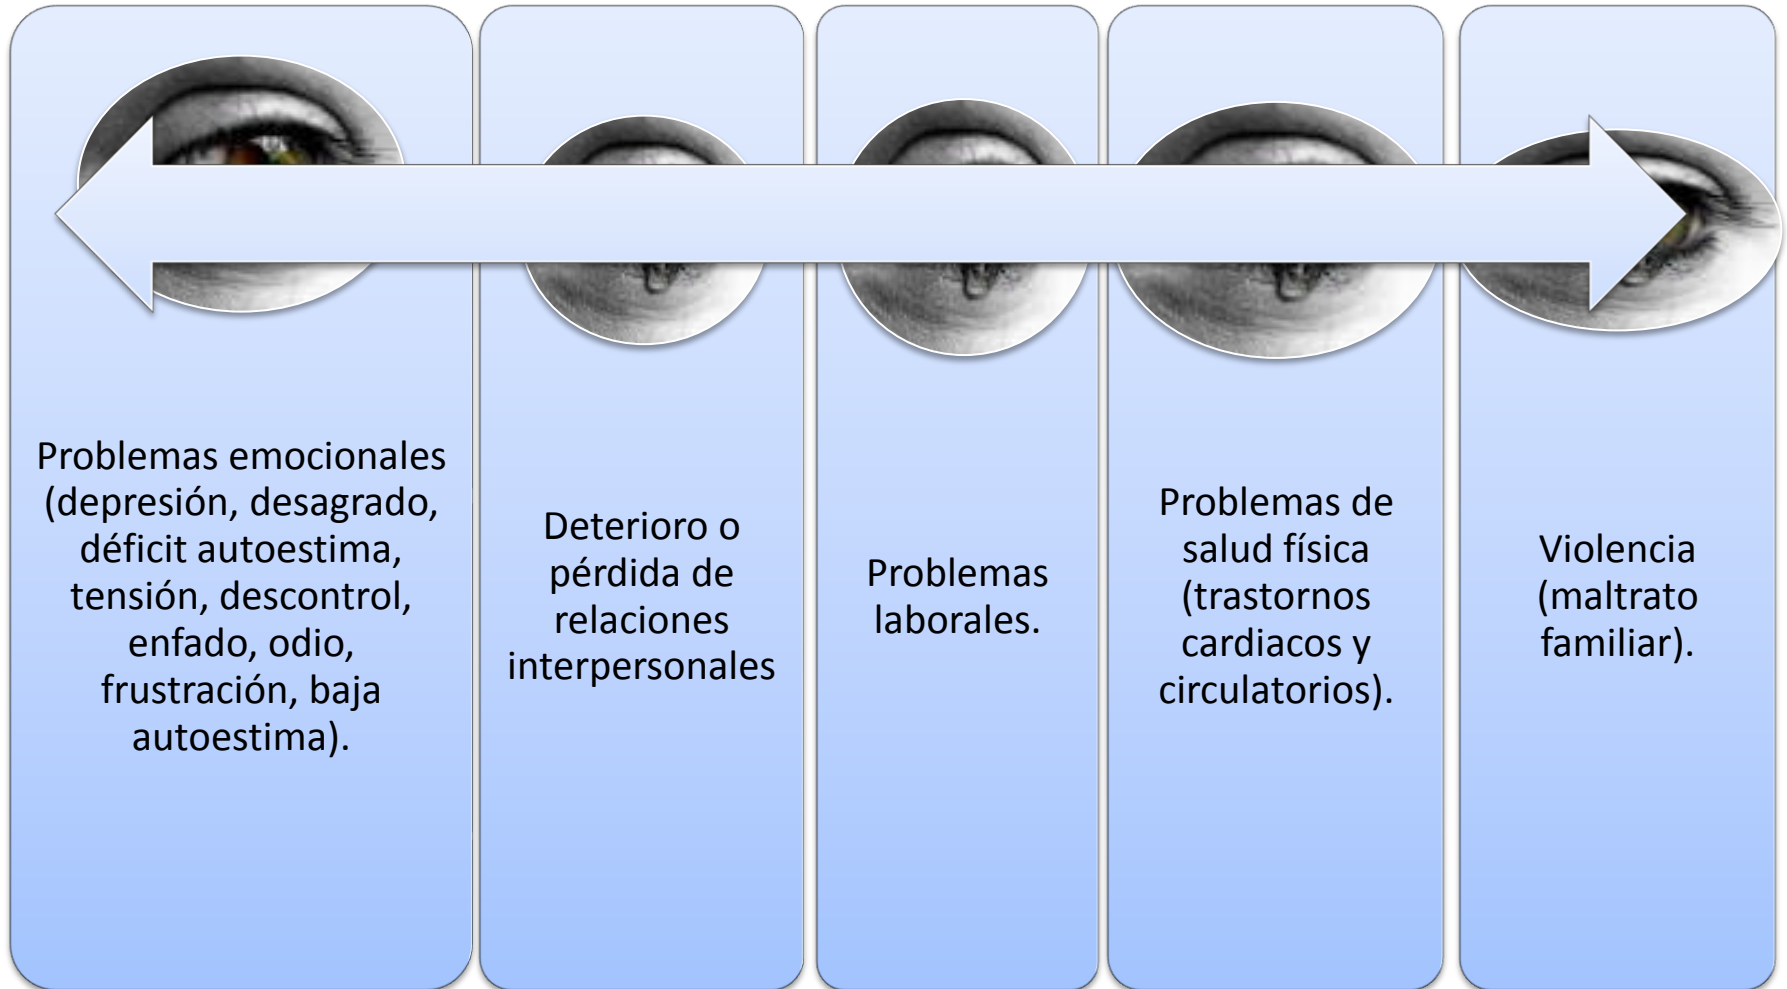 Problemas emocionales
(depresión, desagrado,
déficit autoestima,
tensión, descontrol,
enfado, odio,
frustración, baja
autoestima).
Deterioro o
pérdida de
relaciones
interpersonales
Problemas
laborales.
Problemas de
salud física
(trastornos
cardiacos y
circulatorios).
Violencia
(maltrato
familiar).